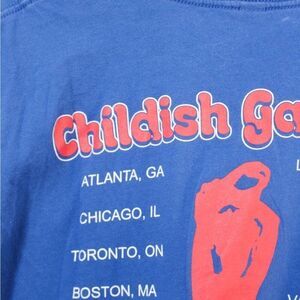 Childish Ga
ATLANTA, GA
CHICAGO, IL
TORONTO, ON
BOSTON, MA